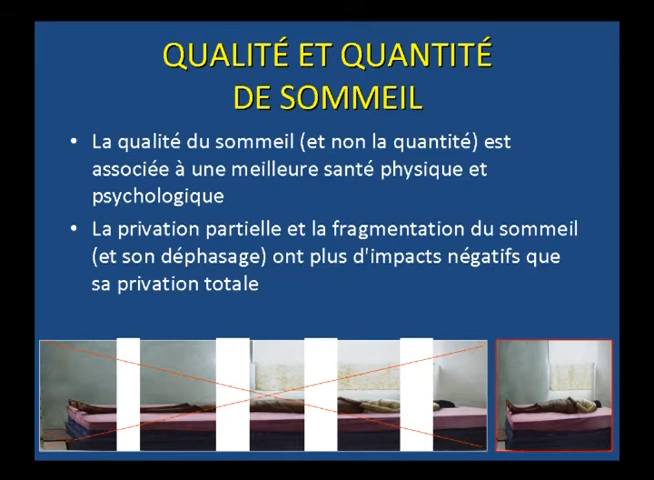 QUALITÉ ET QUANTITÉ
DE SOMMEIL
• La qualité du sommeil (et non la quantité) est
associée à une meilleure santé physique et
psychologique
• La privation partielle et la fragmentation du sommeil
(et son déphasage) ont plus d'impacts négatifs que
sa privation totale